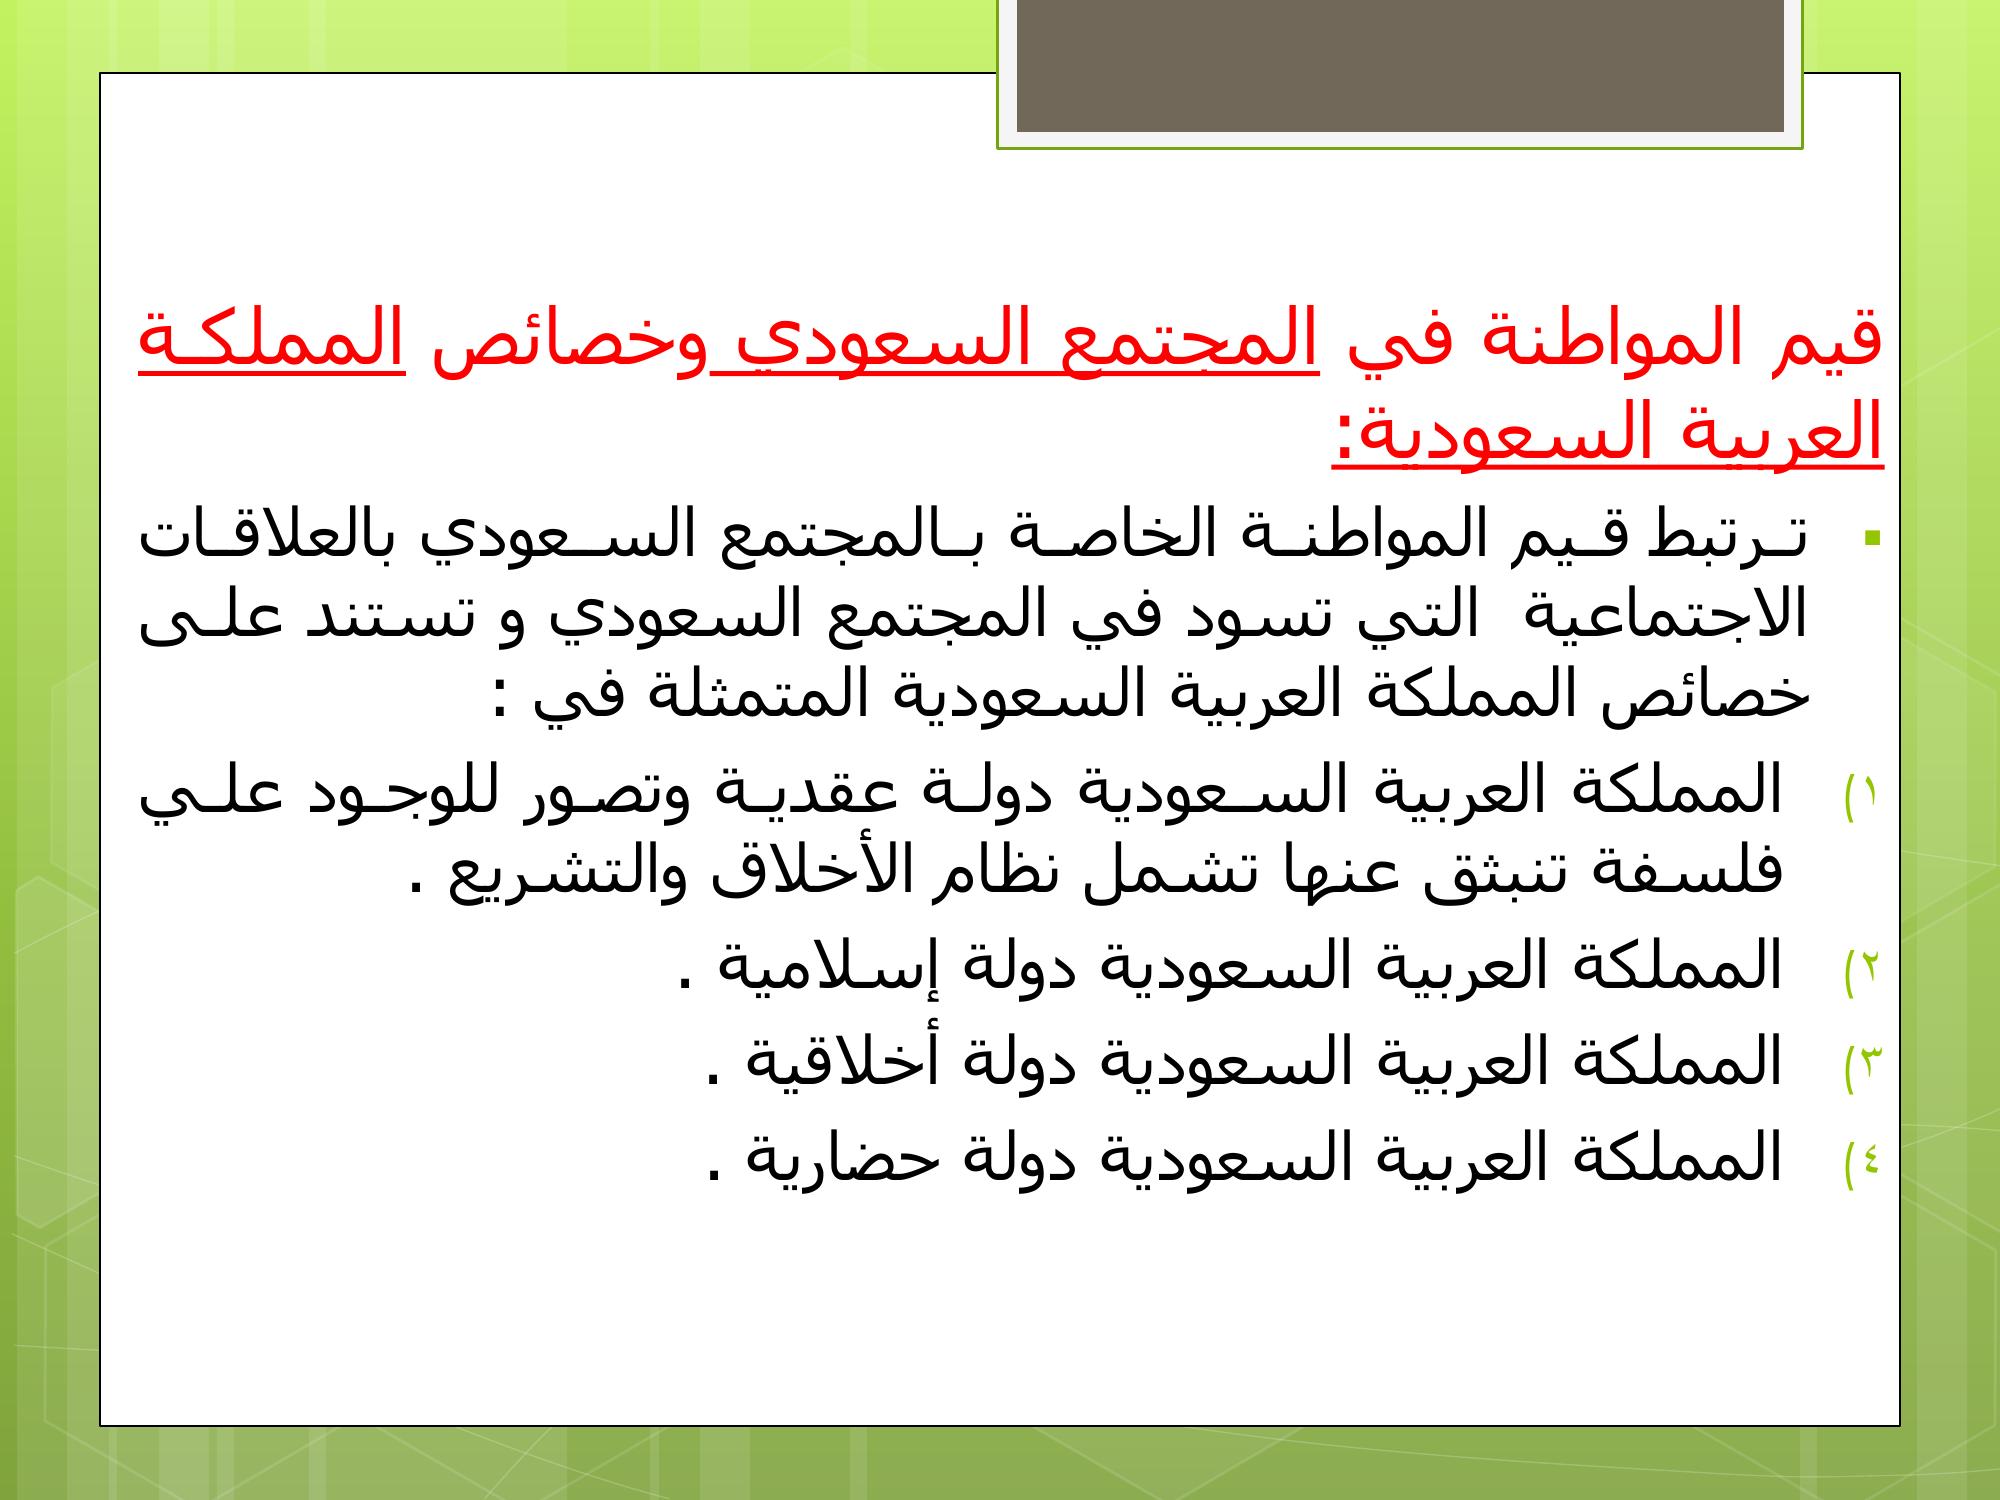 قيم المواطنة في المجتمع السعودي وخصائص المملكة
العربية السعودية:
▪ ترتبط قيم المواطنة الخاصة بالمجتمع السعودي بالعلاقات
الاجتماعية التي تسود في المجتمع السعودي و تستند على
خصائص المملكة العربية السعودية المتمثلة في :
١) المملكة العربية السعودية دولة عقدية وتصور للوجود علي
فلسفة تنبثق عنها تشمل نظام الأخلاق والتشريع .
٢) المملكة العربية السعودية دولة إسلامية .
٣) المملكة العربية السعودية دولة أخلاقية .
٤) المملكة العربية السعودية دولة حضارية .